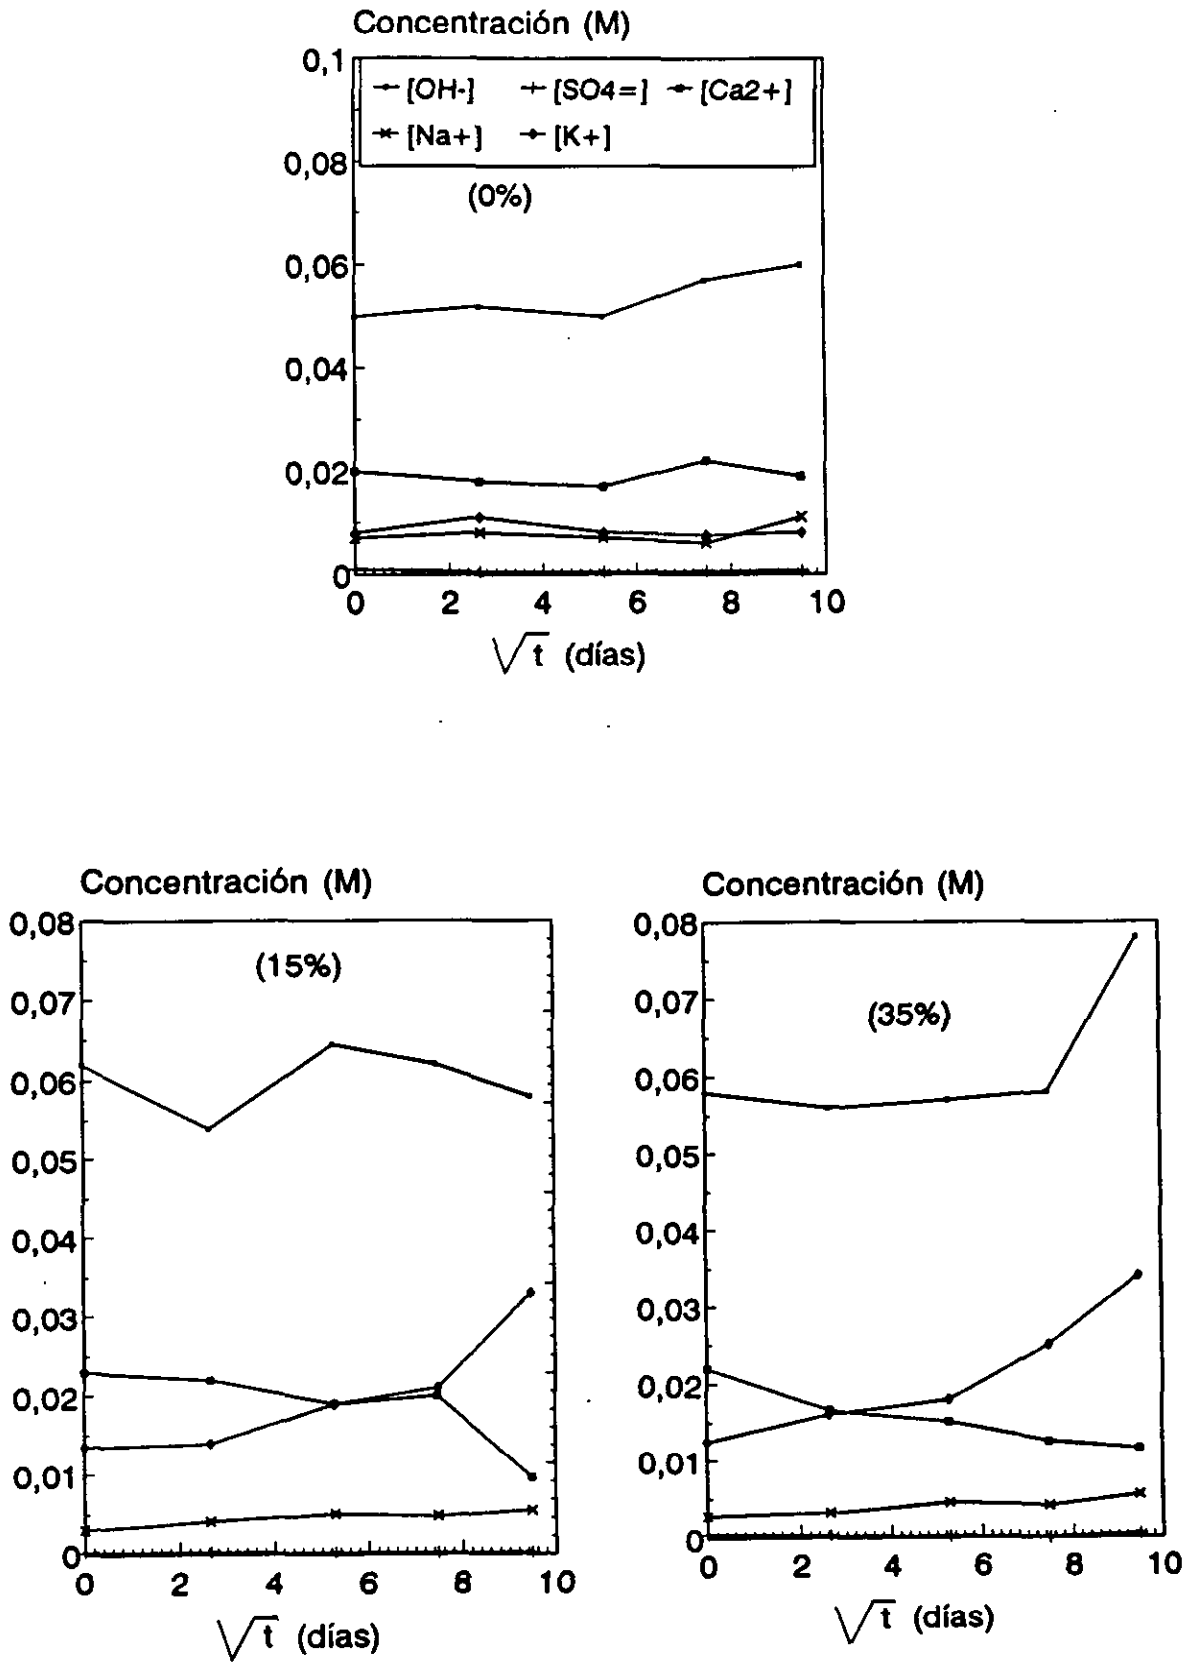 Concentración (M)
0,1
[OH-] [SO4=] [Ca2+]
[Na+] [K+]
0,08
(0%)
0,06
0,04
0,02
0
0 2 4 6 8 10
√t (días)
Concentración (M)
0,08
(15%)
0,07
0,06
0,05
0,04
0,03
0,02
0,01
0
0 2 4 6 8 10
√t (días)
Concentración (M)
0,08
0,07
(35%)
0,06
0,05
0,04
0,03
0,02
0,01
0
0 2 4 6 8 10
√t (días)